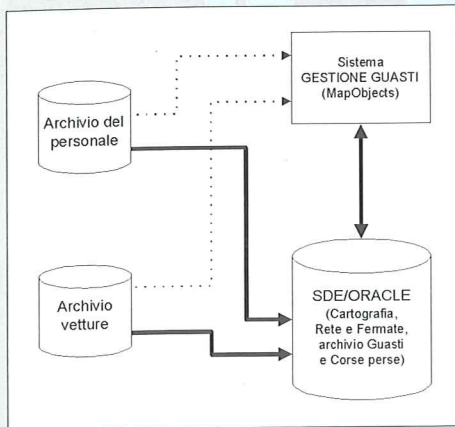 Sistema
GESTIONE GUASTI
(MapObjects)
Archivio del
personale
Archivio
vetture
SDE/ORACLE
(Cartografia,
Rete e Fermate,
archivio Guasti
e Corse perse)